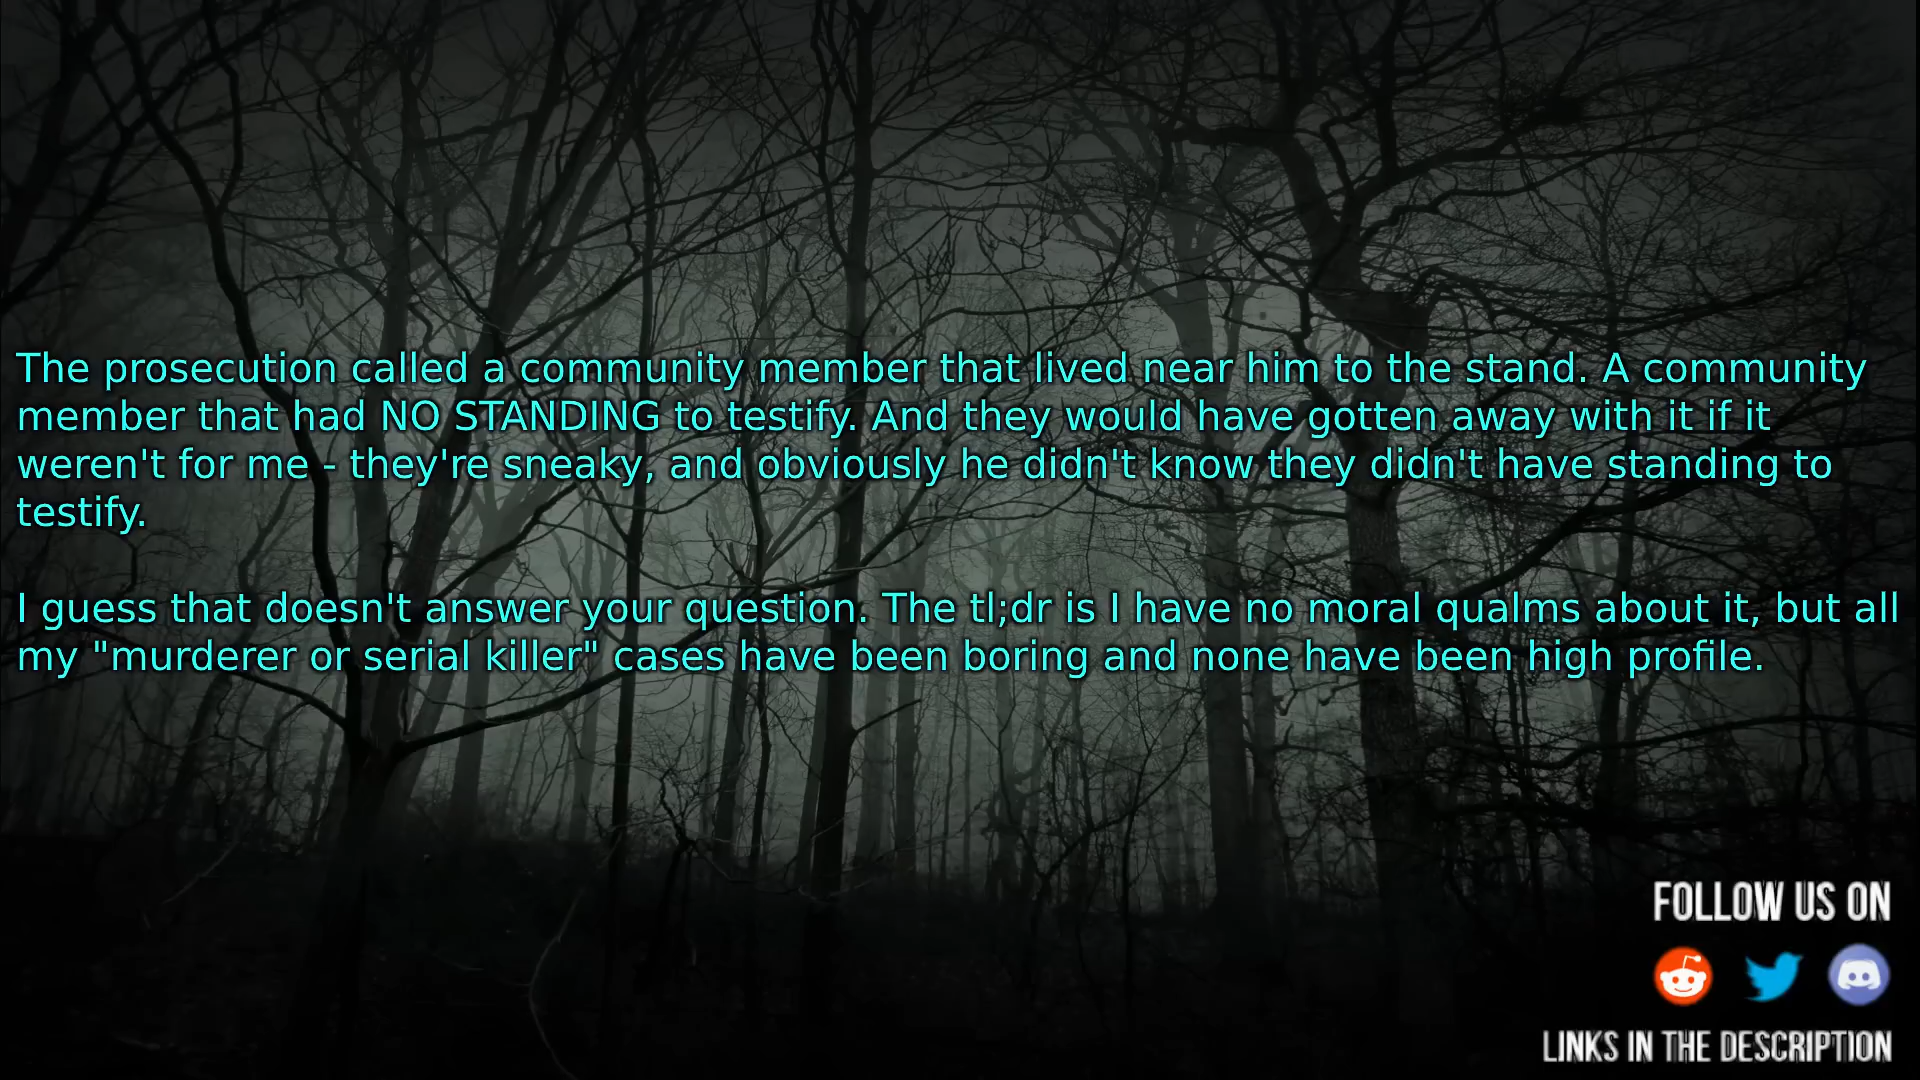 The prosecution called a community member that lived near him to the stand. A community
member that had NO STANDING to testify. And they would have gotten away with it if it
weren't for me - they're sneaky, and obviously he didn't know they didn't have standing to
testify.
I guess that doesn't answer your question. The tl;dr is I have no moral qualms about it, but all
my "murderer or serial killer" cases have been boring and none have been high profile.
FOLLOW US ON
LINKS IN THE DESCRIPTION